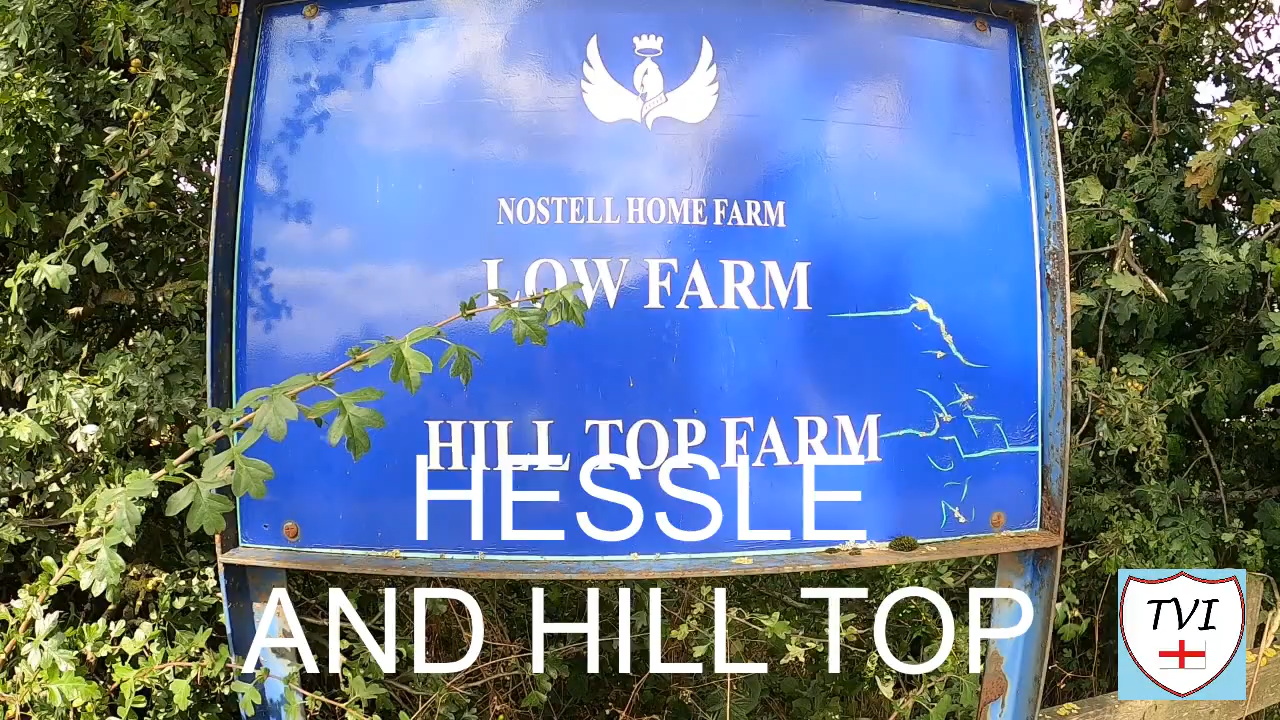 NOSTELL HOME FARM
LOW FARM
HILL TOP FARM
HESSLE
AND HILL TOP
TVI